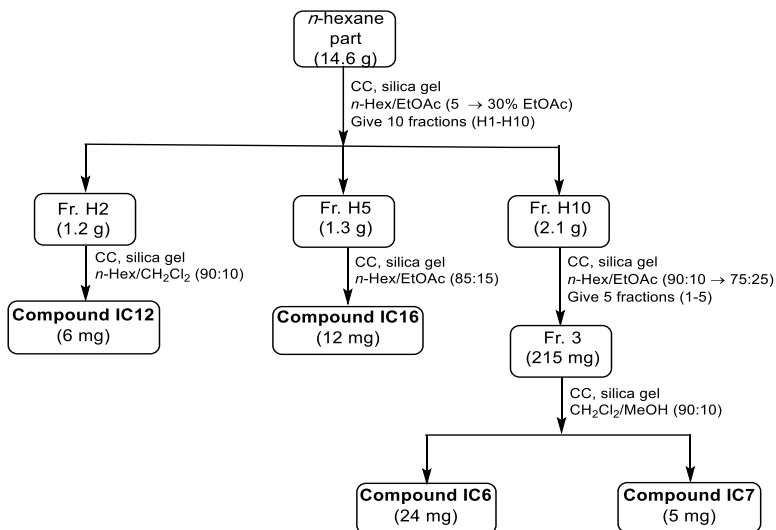 n-hexane
part
(14.6 g)
CC, silica gel
n-Hex/EtOAc (5 → 30% EtOAc)
Give 10 fractions (H1-H10)
Fr. H2
(1.2 g)
Fr. H5
(1.3 g)
Fr. H10
(2.1 g)
CC, silica gel
n-Hex/CH2Cl2 (90:10)
CC, silica gel
n-Hex/EtOAc (85:15)
CC, silica gel
n-Hex/EtOAc (90:10 → 75:25)
Give 5 fractions (1-5)
Compound IC12
(6 mg)
Compound IC16
(12 mg)
Fr. 3
(215 mg)
CC, silica gel
CH2Cl2/MeOH (90:10)
Compound IC6
(24 mg)
Compound IC7
(5 mg)